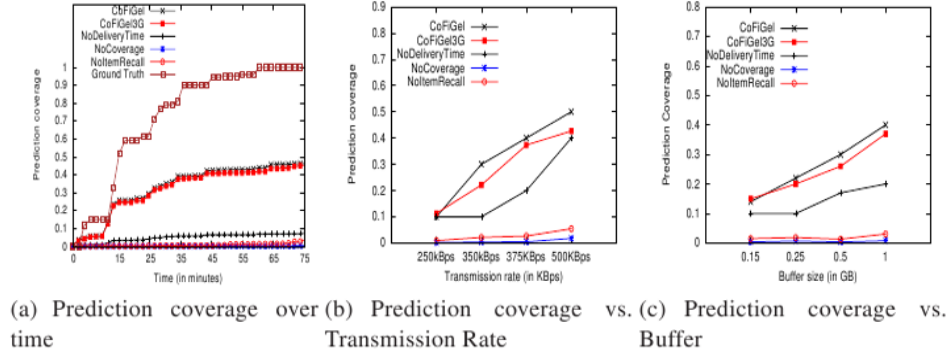 CoFiGel
CoFiGel3G
NoDeliveryTime
NoCoverage
NoItemRecall
Ground Truth
Prediction coverage
1
0.9
0.8
0.7
0.6
0.5
0.4
0.3
0.2
0.1
0
0 15 25 35 45 55 65 75
Time (in minutes)
CoFiGel
CoFiGel3G
NoDeliveryTime
NoCoverage
NoItemRecall
Prediction coverage
0.9
0.8
0.7
0.6
0.5
0.4
0.3
0.2
0.1
0
250kBps 350kBps 375KBps 500KBps
Transmission rate (in KBps)
CoFiGel
CoFiGel3G
NoDeliveryTime
NoCoverage
NoItemRecall
Prediction Coverage
0.8
0.7
0.6
0.5
0.4
0.3
0.2
0.1
0
0.15 0.25 0.5 1
Buffer size (in GB)
(a) Prediction coverage over time
(b) Prediction coverage vs. Transmission Rate
(c) Prediction coverage vs. Buffer